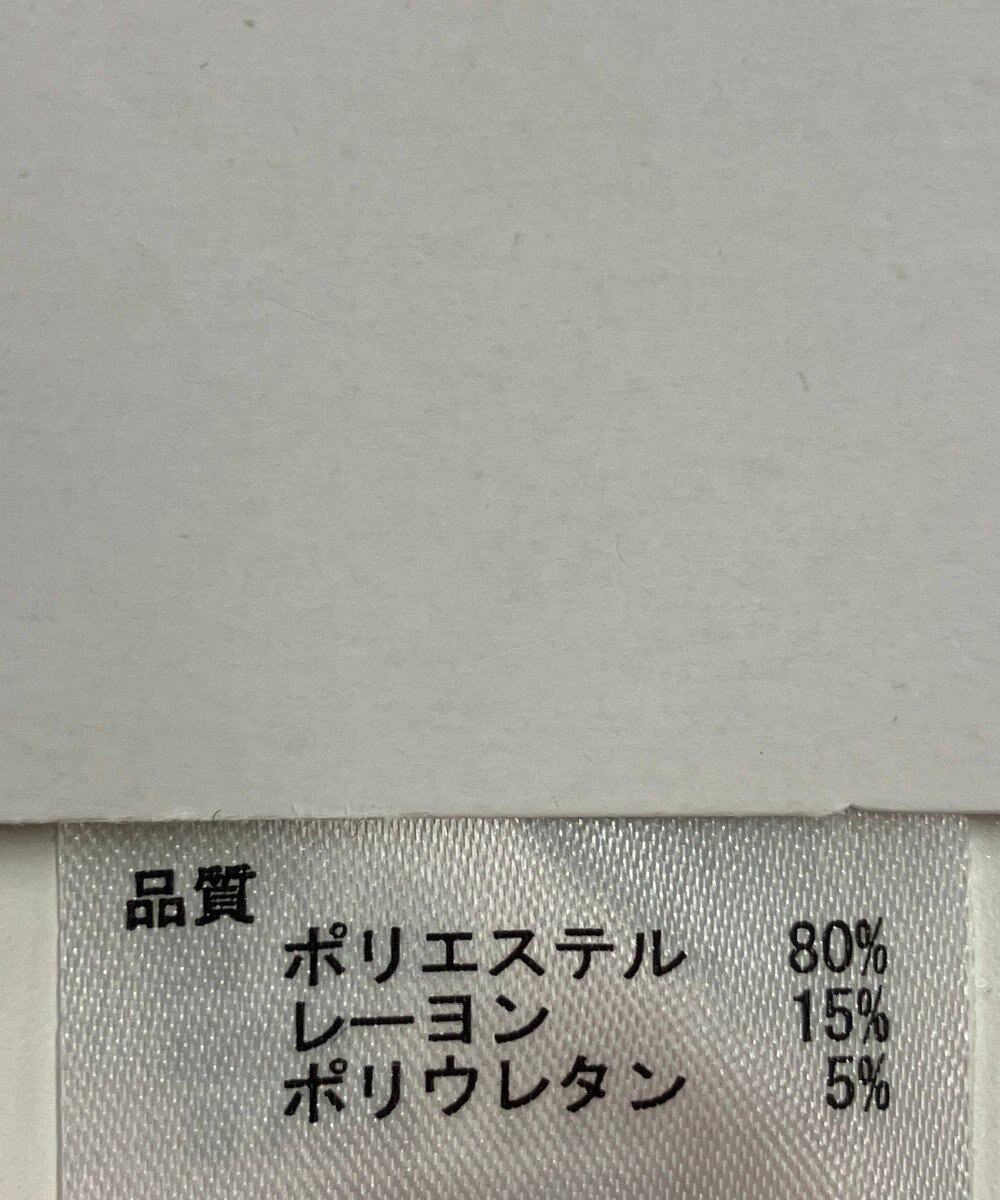 品質
ポリエステル 80%
レーヨン 15%
ポリウレタン 5%